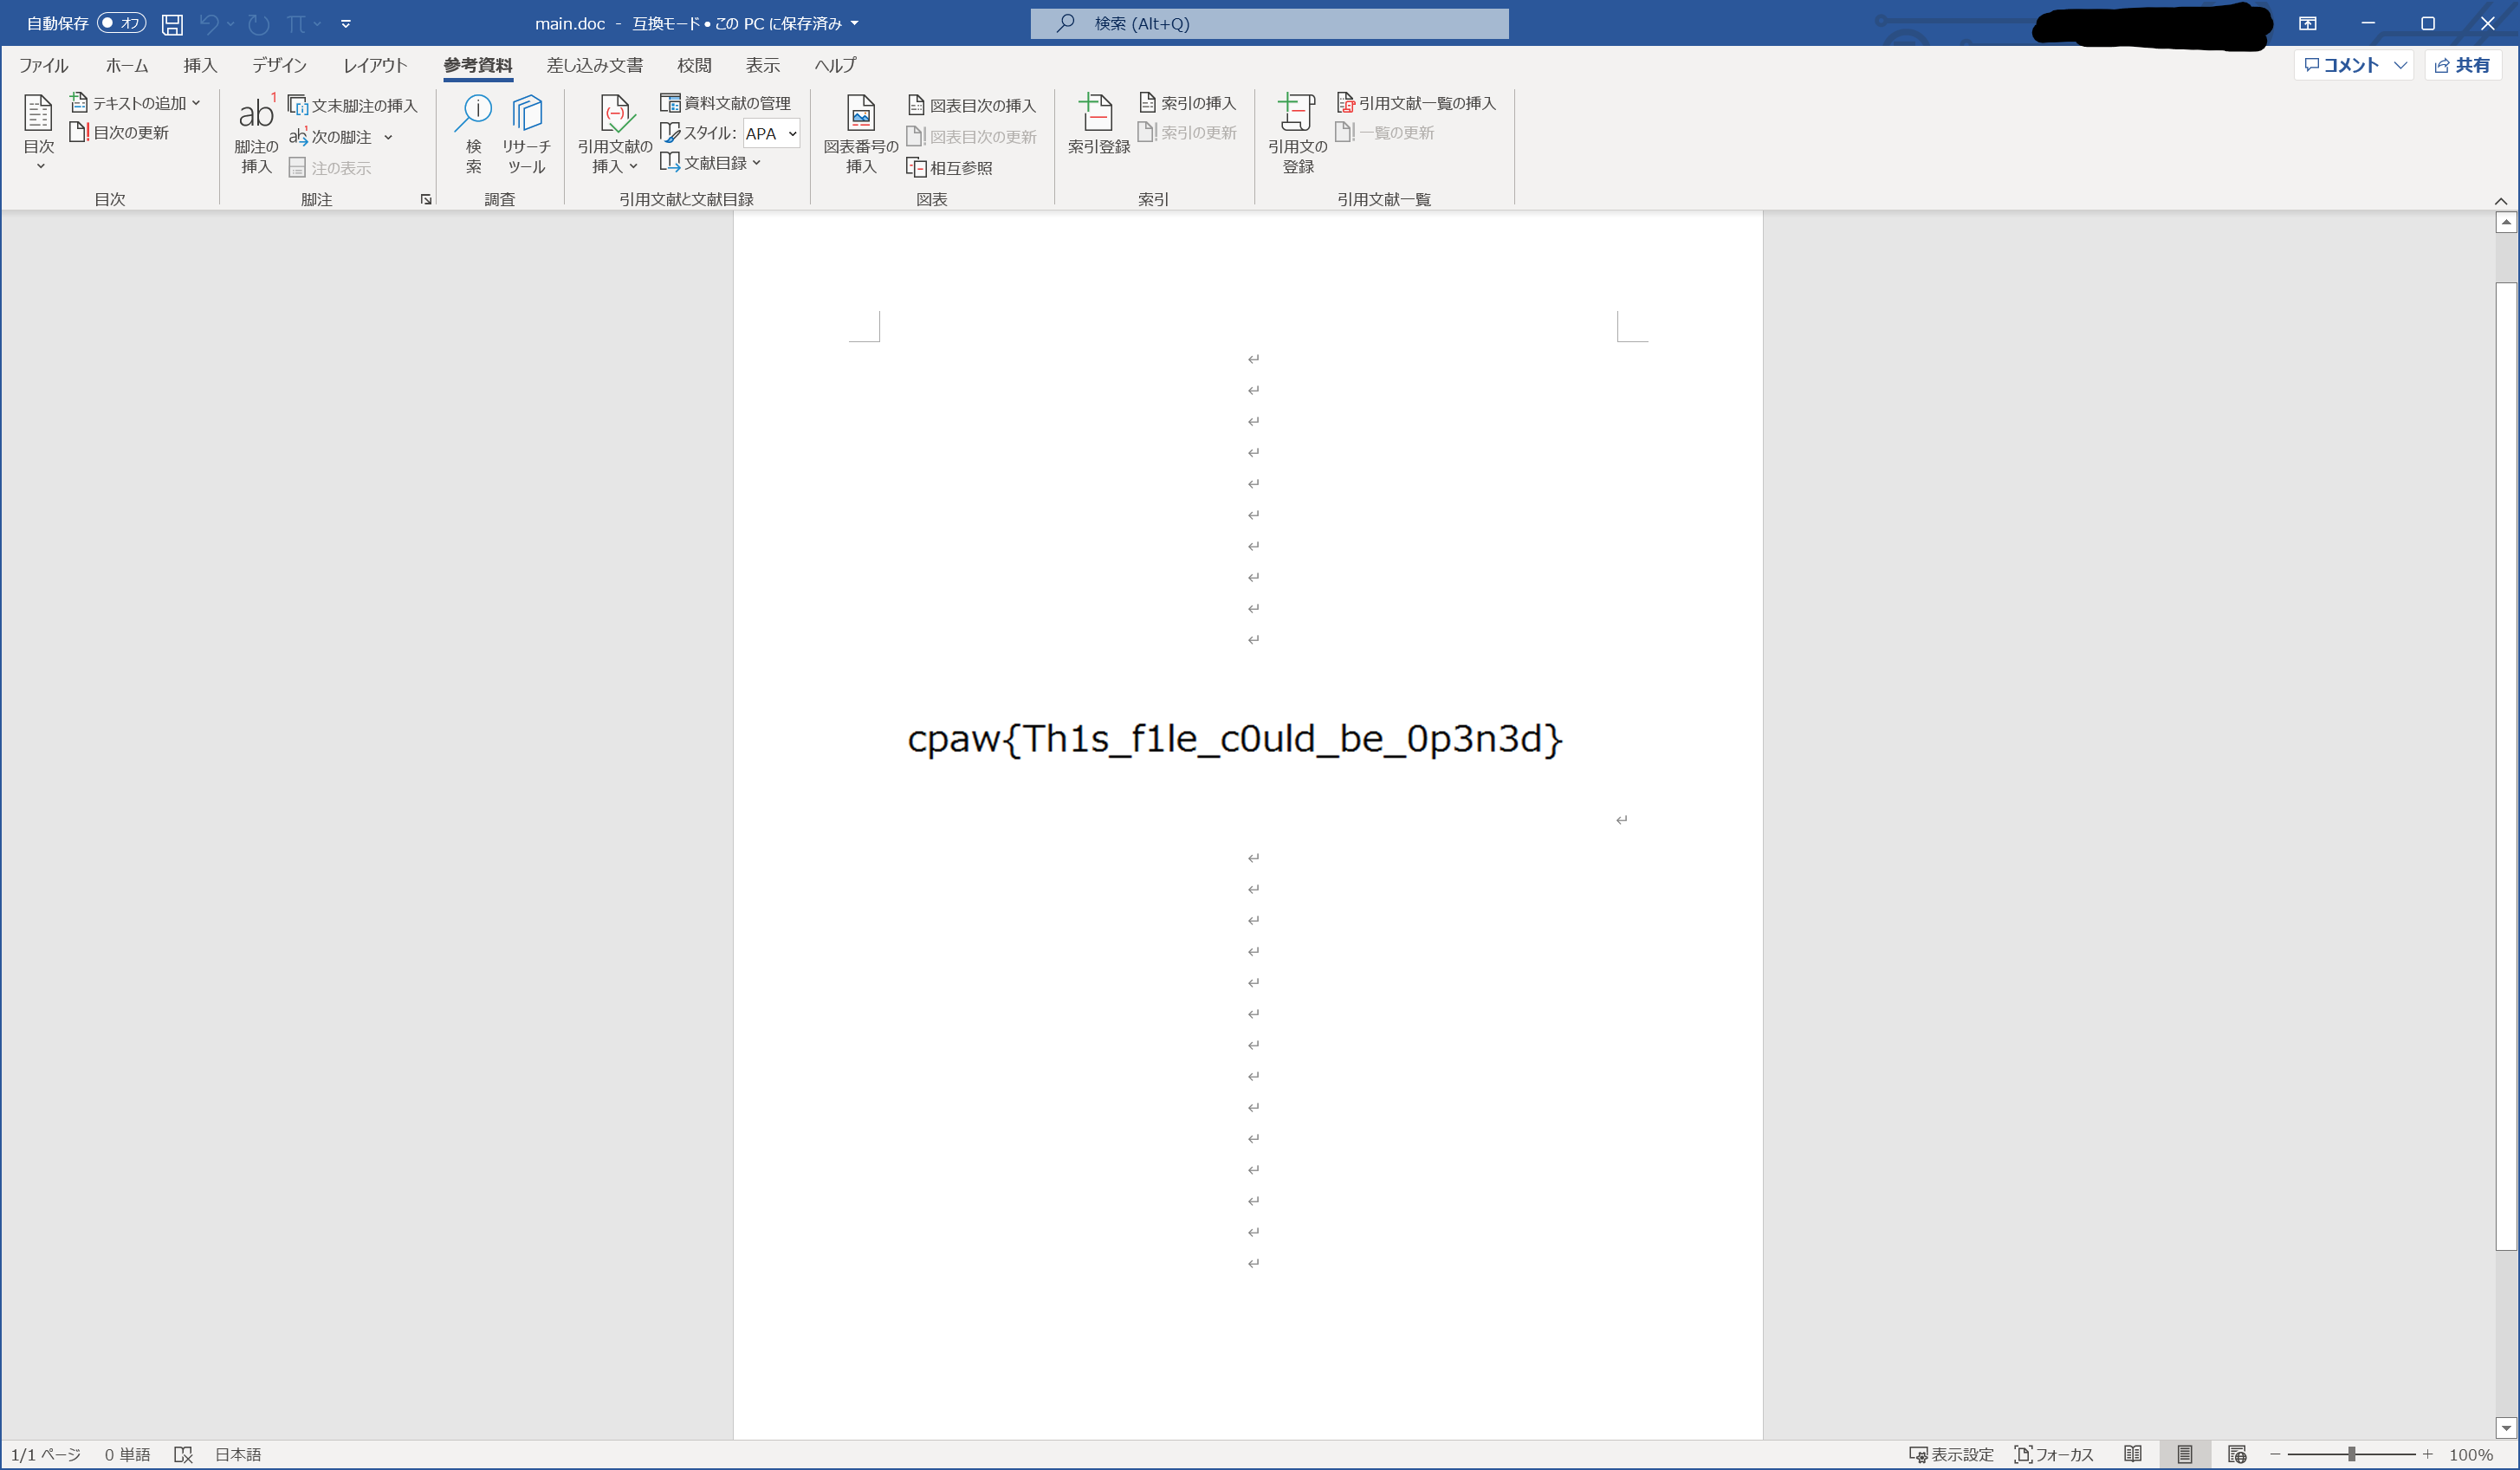 自動保存 オフ main.doc - 互換モード • この PC に保存済み 検索 (Alt+Q)
ファイル ホーム 挿入 デザイン レイアウト 参考資料 差し込み文書 校閲 表示 ヘルプ コメント 共有
目次
テキストの追加
目次の更新
目次
ab1
脚注の
挿入
文末脚注の挿入
次の脚注
注の表示
脚注
検
索
リサーチ
ツール
調査
引用文献の
挿入
資料文献の管理
スタイル: APA
文献目録
引用文献と文献目録
図表番号の
挿入
図表目次の挿入
図表目次の更新
相互参照
図表
索引登録
索引の挿入
索引の更新
索引
引用文の
登録
引用文献一覧の挿入
一覧の更新
引用文献一覧
cpaw{Th1s_f1le_c0uld_be_0p3n3d}
1/1 ページ 0 単語 日本語 表示設定 フォーカス 100%